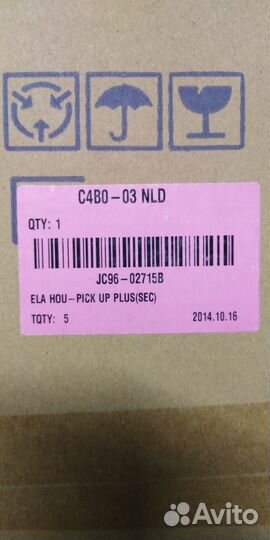 C4B0-03 NLD
QTY: 1
JC96-02715B
ELA HOU-PICK UP PLUS(SEC)
TQTY: 5 2014.10.16
Avito